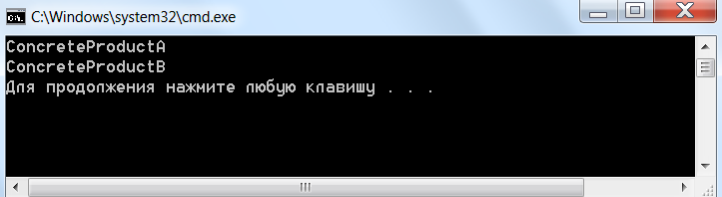 C:\Windows\system32\cmd.exe
ConcreteProductA
ConcreteProductB
Для продолжения нажмите любую клавишу . . .